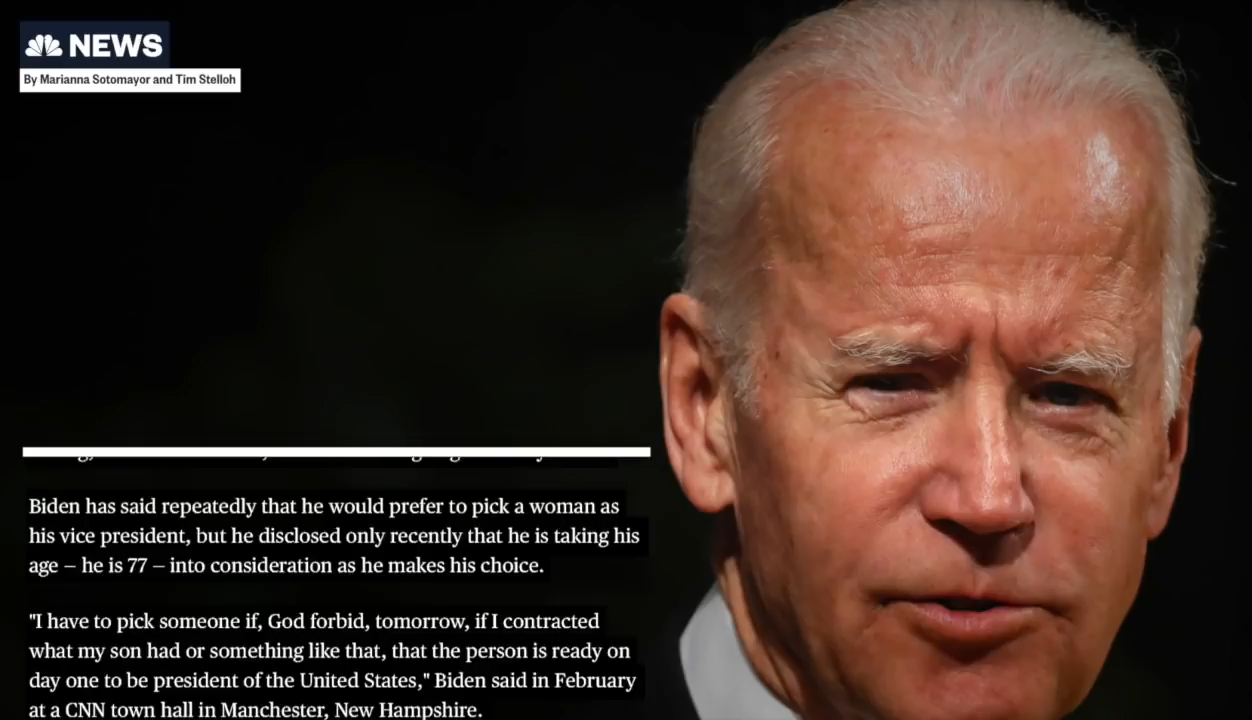 NEWS
By Marianna Sotomayor and Tim Stelloh
Biden has said repeatedly that he would prefer to pick a woman as
his vice president, but he disclosed only recently that he is taking his
age – he is 77 – into consideration as he makes his choice.
"I have to pick someone if, God forbid, tomorrow, if I contracted
what my son had or something like that, that the person is ready on
day one to be president of the United States," Biden said in February
at a CNN town hall in Manchester, New Hampshire.